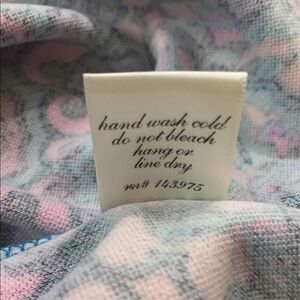 hand wash cold
do not bleach
hang or
line dry
rn# 143975